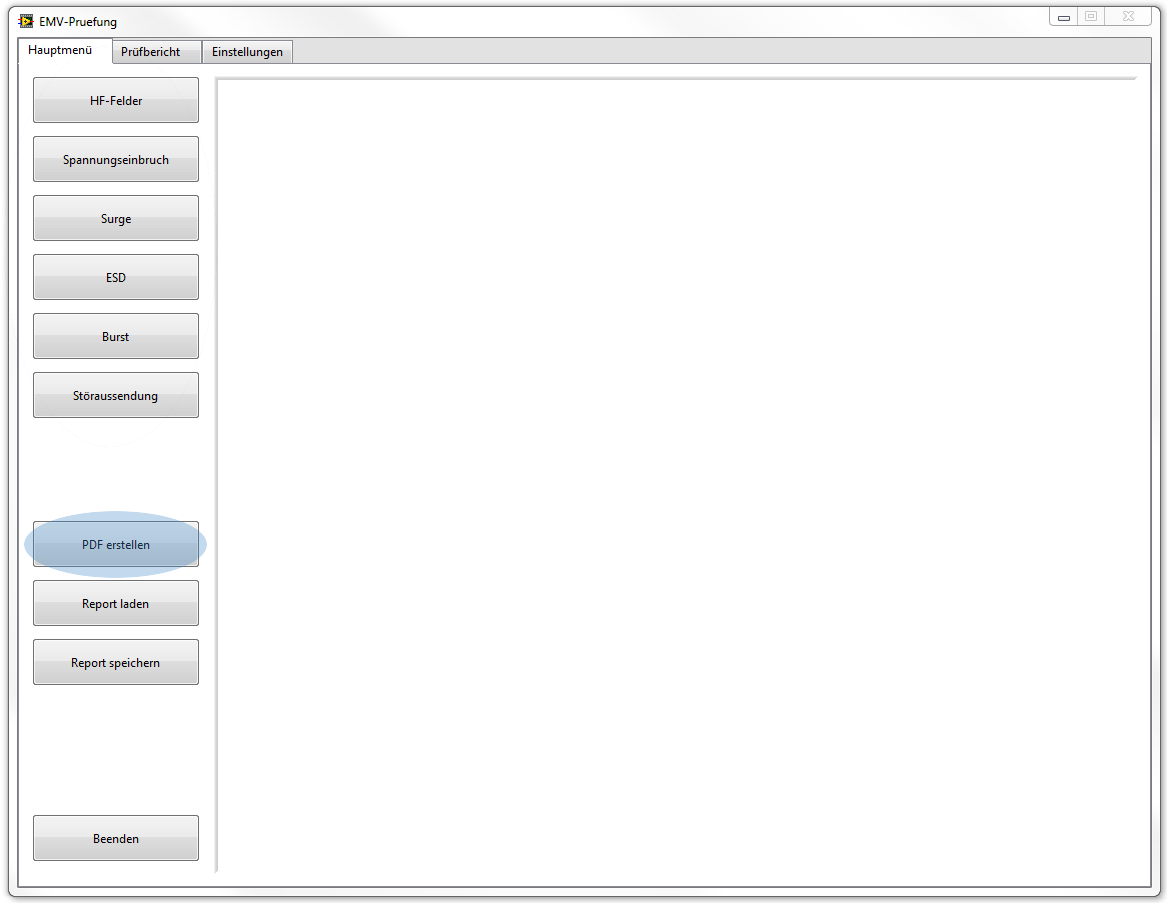 EMV-Pruefung
Hauptmenü
Prüfbericht
Einstellungen
HF-Felder
Spannungseinbruch
Surge
ESD
Burst
Störaussendung
PDF erstellen
Report laden
Report speichern
Beenden